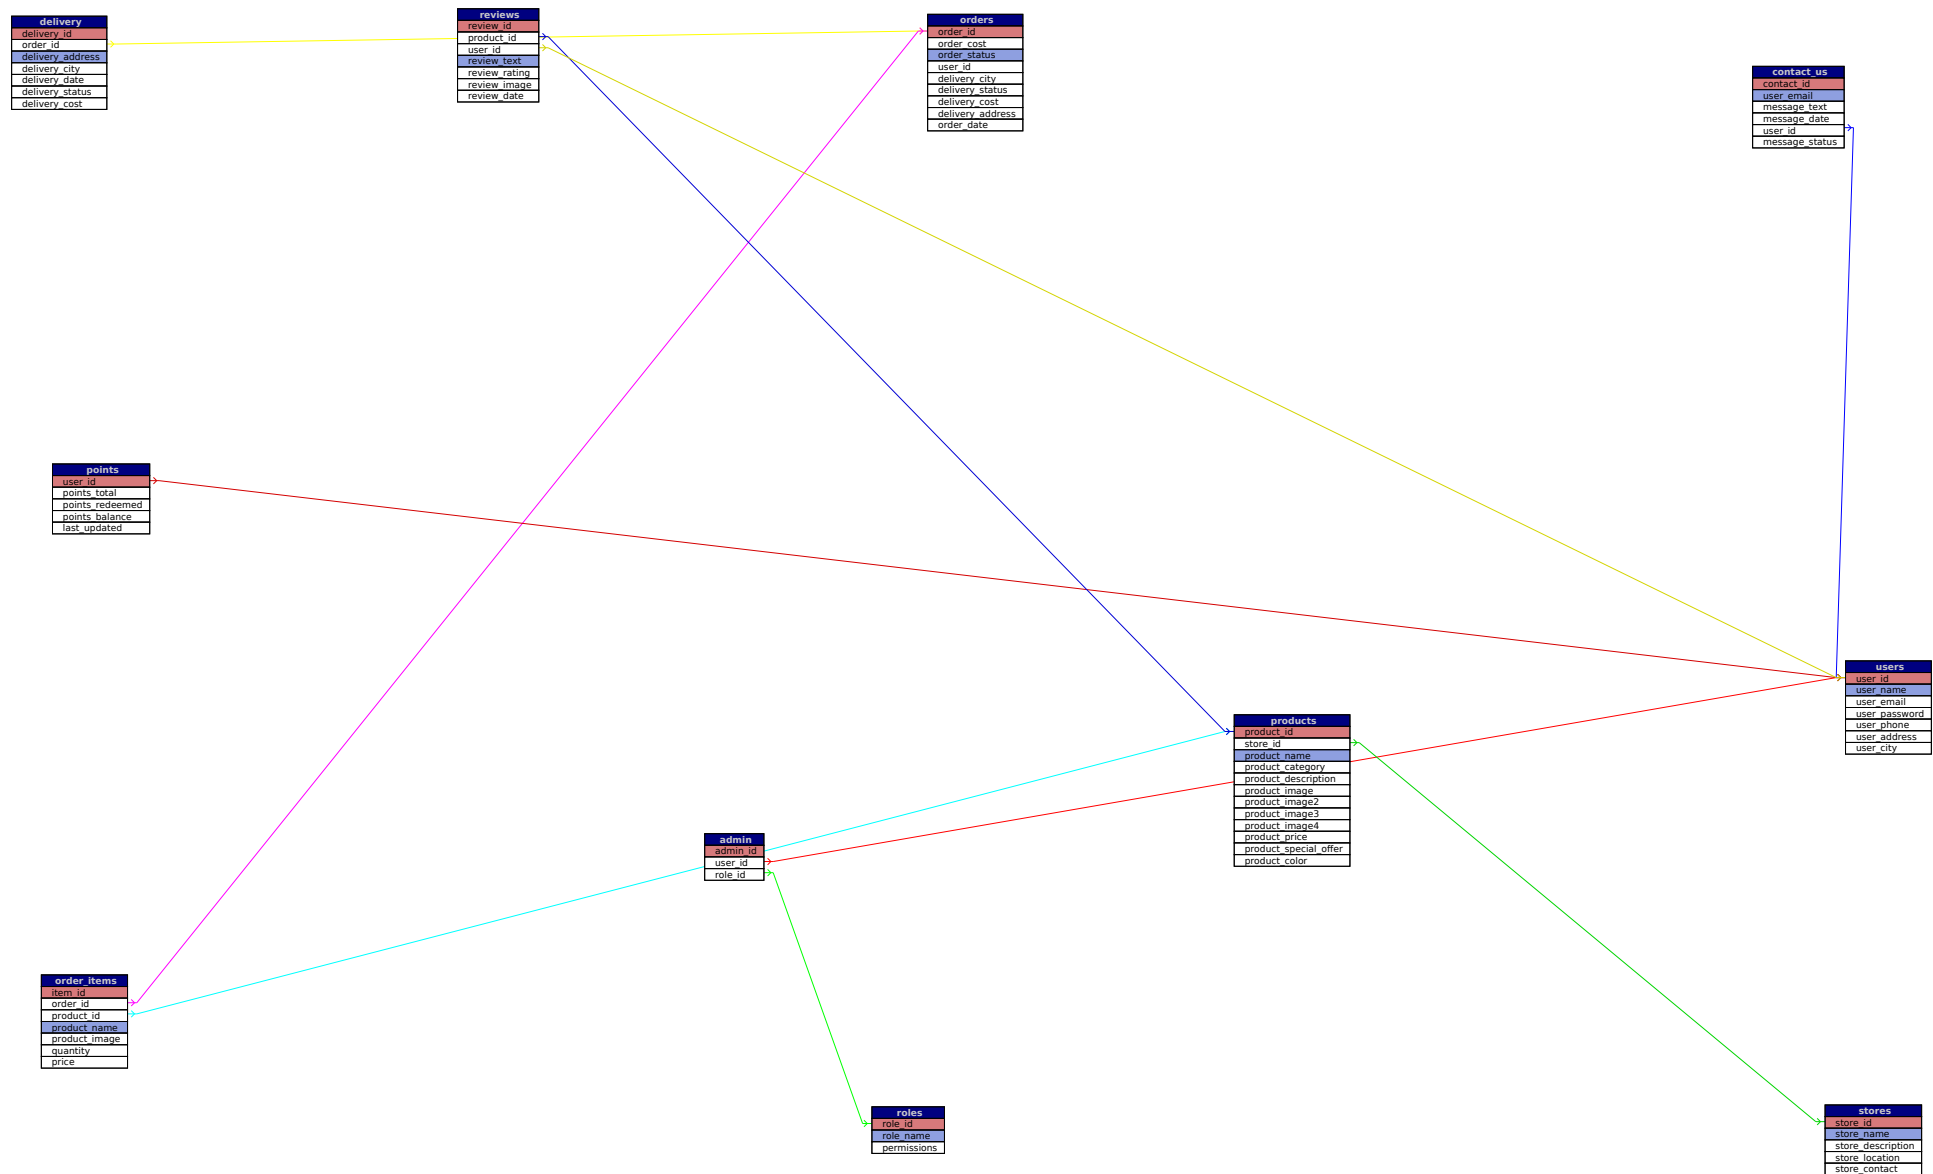 delivery
delivery_id
order_id
delivery_address
delivery_city
delivery_date
delivery_status
delivery_cost
reviews
review_id
product_id
user_id
review_text
review_rating
review_image
review_date
orders
order_id
order_cost
order_status
user_id
delivery_city
delivery_status
delivery_cost
delivery_address
order_date
contact_us
contact_id
user_email
message_text
message_date
user_id
message_status
points
user_id
points_total
points_redeemed
points_balance
last_updated
users
user_id
user_name
user_email
user_password
user_phone
user_address
user_city
products
product_id
store_id
product_name
product_category
product_description
product_image
product_image2
product_image3
product_image4
product_price
product_special_offer
product_color
admin
admin_id
user_id
role_id
order_items
item_id
order_id
product_id
product_name
product_image
quantity
price
roles
role_id
role_name
permissions
stores
store_id
store_name
store_description
store_location
store_contact